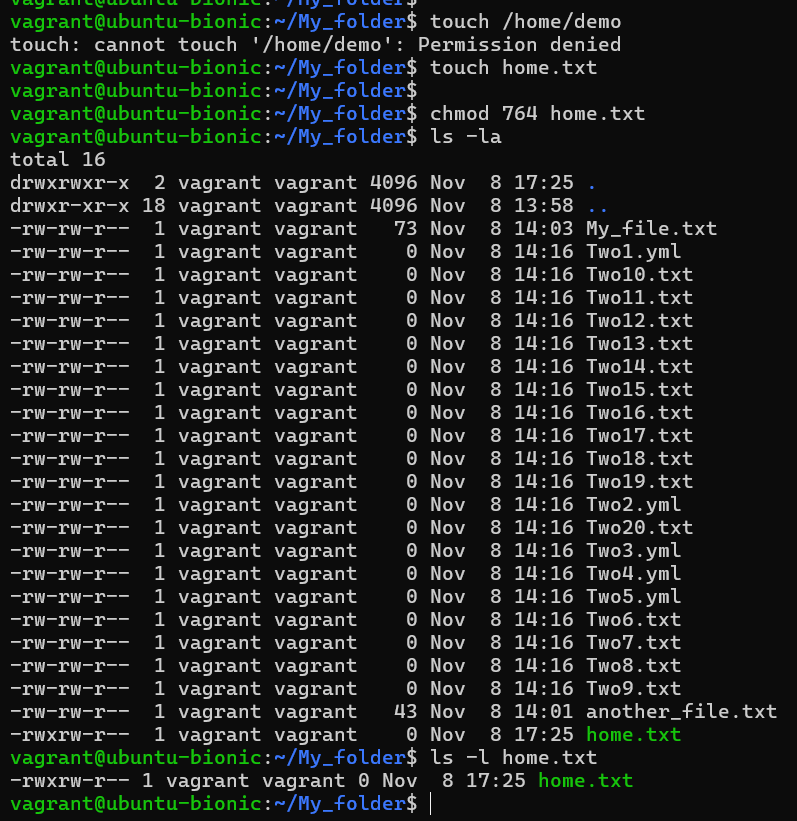 vagrant@ubuntu-bionic:~/My_folder$
vagrant@ubuntu-bionic:~/My_folder$ touch /home/demo
touch: cannot touch '/home/demo': Permission denied
vagrant@ubuntu-bionic:~/My_folder$ touch home.txt
vagrant@ubuntu-bionic:~/My_folder$
vagrant@ubuntu-bionic:~/My_folder$ chmod 764 home.txt
vagrant@ubuntu-bionic:~/My_folder$ ls -la
total 16
drwxrwxr-x  2 vagrant vagrant 4096 Nov  8 17:25 .
drwxr-xr-x 18 vagrant vagrant 4096 Nov  8 13:58 ..
-rw-rw-r--  1 vagrant vagrant   73 Nov  8 14:03 My_file.txt
-rw-rw-r--  1 vagrant vagrant    0 Nov  8 14:16 Two1.yml
-rw-rw-r--  1 vagrant vagrant    0 Nov  8 14:16 Two10.txt
-rw-rw-r--  1 vagrant vagrant    0 Nov  8 14:16 Two11.txt
-rw-rw-r--  1 vagrant vagrant    0 Nov  8 14:16 Two12.txt
-rw-rw-r--  1 vagrant vagrant    0 Nov  8 14:16 Two13.txt
-rw-rw-r--  1 vagrant vagrant    0 Nov  8 14:16 Two14.txt
-rw-rw-r--  1 vagrant vagrant    0 Nov  8 14:16 Two15.txt
-rw-rw-r--  1 vagrant vagrant    0 Nov  8 14:16 Two16.txt
-rw-rw-r--  1 vagrant vagrant    0 Nov  8 14:16 Two17.txt
-rw-rw-r--  1 vagrant vagrant    0 Nov  8 14:16 Two18.txt
-rw-rw-r--  1 vagrant vagrant    0 Nov  8 14:16 Two19.txt
-rw-rw-r--  1 vagrant vagrant    0 Nov  8 14:16 Two2.yml
-rw-rw-r--  1 vagrant vagrant    0 Nov  8 14:16 Two20.txt
-rw-rw-r--  1 vagrant vagrant    0 Nov  8 14:16 Two3.yml
-rw-rw-r--  1 vagrant vagrant    0 Nov  8 14:16 Two4.yml
-rw-rw-r--  1 vagrant vagrant    0 Nov  8 14:16 Two5.yml
-rw-rw-r--  1 vagrant vagrant    0 Nov  8 14:16 Two6.txt
-rw-rw-r--  1 vagrant vagrant    0 Nov  8 14:16 Two7.txt
-rw-rw-r--  1 vagrant vagrant    0 Nov  8 14:16 Two8.txt
-rw-rw-r--  1 vagrant vagrant    0 Nov  8 14:16 Two9.txt
-rw-rw-r--  1 vagrant vagrant   43 Nov  8 14:01 another_file.txt
-rwxrw-r--  1 vagrant vagrant    0 Nov  8 17:25 home.txt
vagrant@ubuntu-bionic:~/My_folder$ ls -l home.txt
-rwxrw-r-- 1 vagrant vagrant 0 Nov  8 17:25 home.txt
vagrant@ubuntu-bionic:~/My_folder$